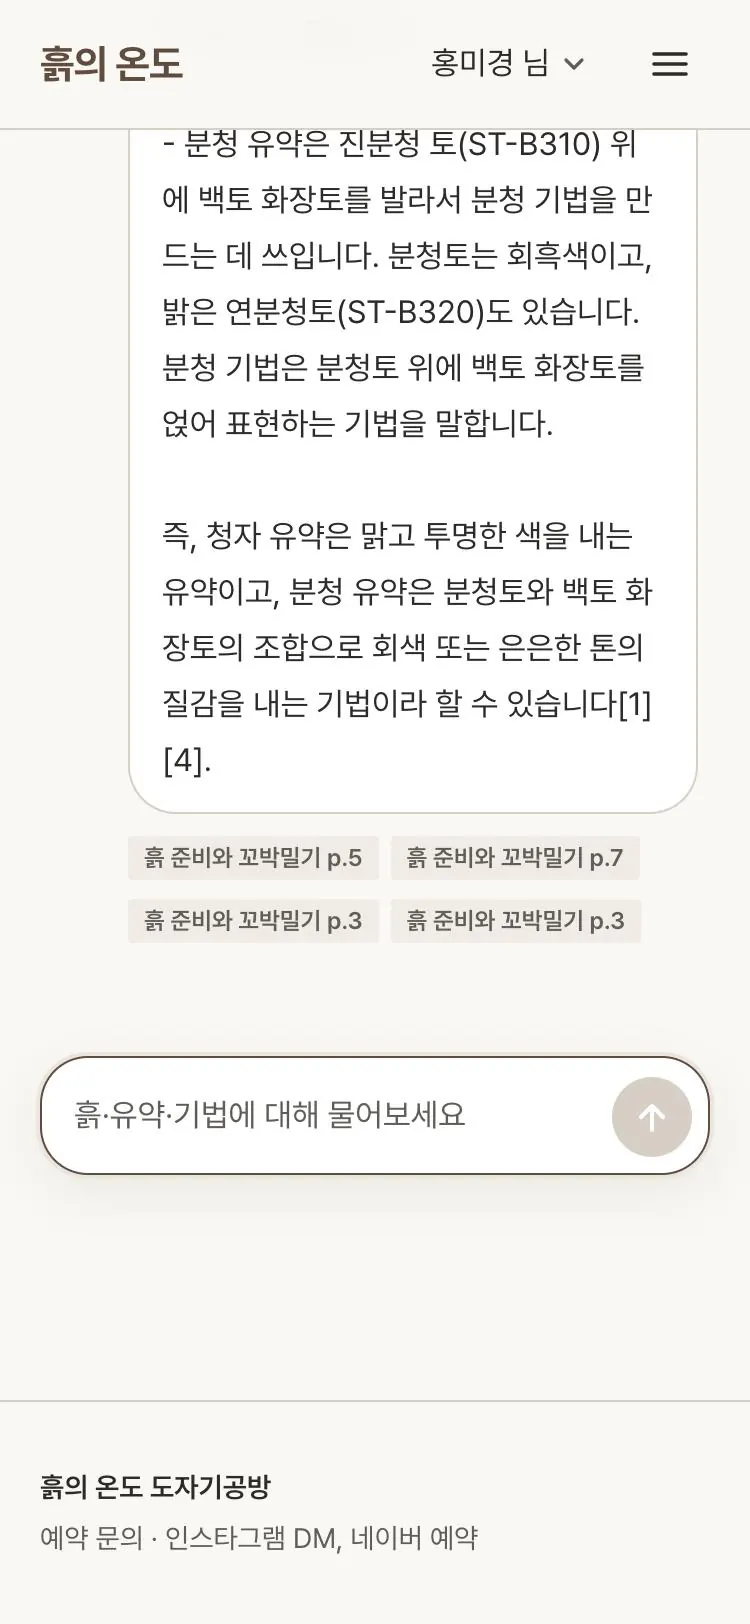 흙의 온도
홍미경 님
- 분청 유약은 진분청 토(ST-B310) 위
에 백토 화장토를 발라서 분청 기법을 만
드는 데 쓰입니다. 분청토는 회흑색이고,
밝은 연분청토(ST-B320)도 있습니다.
분청 기법은 분청토 위에 백토 화장토를
얹어 표현하는 기법을 말합니다.
즉, 청자 유약은 맑고 투명한 색을 내는
유약이고, 분청 유약은 분청토와 백토 화
장토의 조합으로 회색 또는 은은한 톤의
질감을 내는 기법이라 할 수 있습니다[1]
[4].
흙 준비와 꼬박밀기 p.5
흙 준비와 꼬박밀기 p.7
흙 준비와 꼬박밀기 p.3
흙 준비와 꼬박밀기 p.3
흙·유약·기법에 대해 물어보세요
흙의 온도 도자기공방
예약 문의 · 인스타그램 DM, 네이버 예약